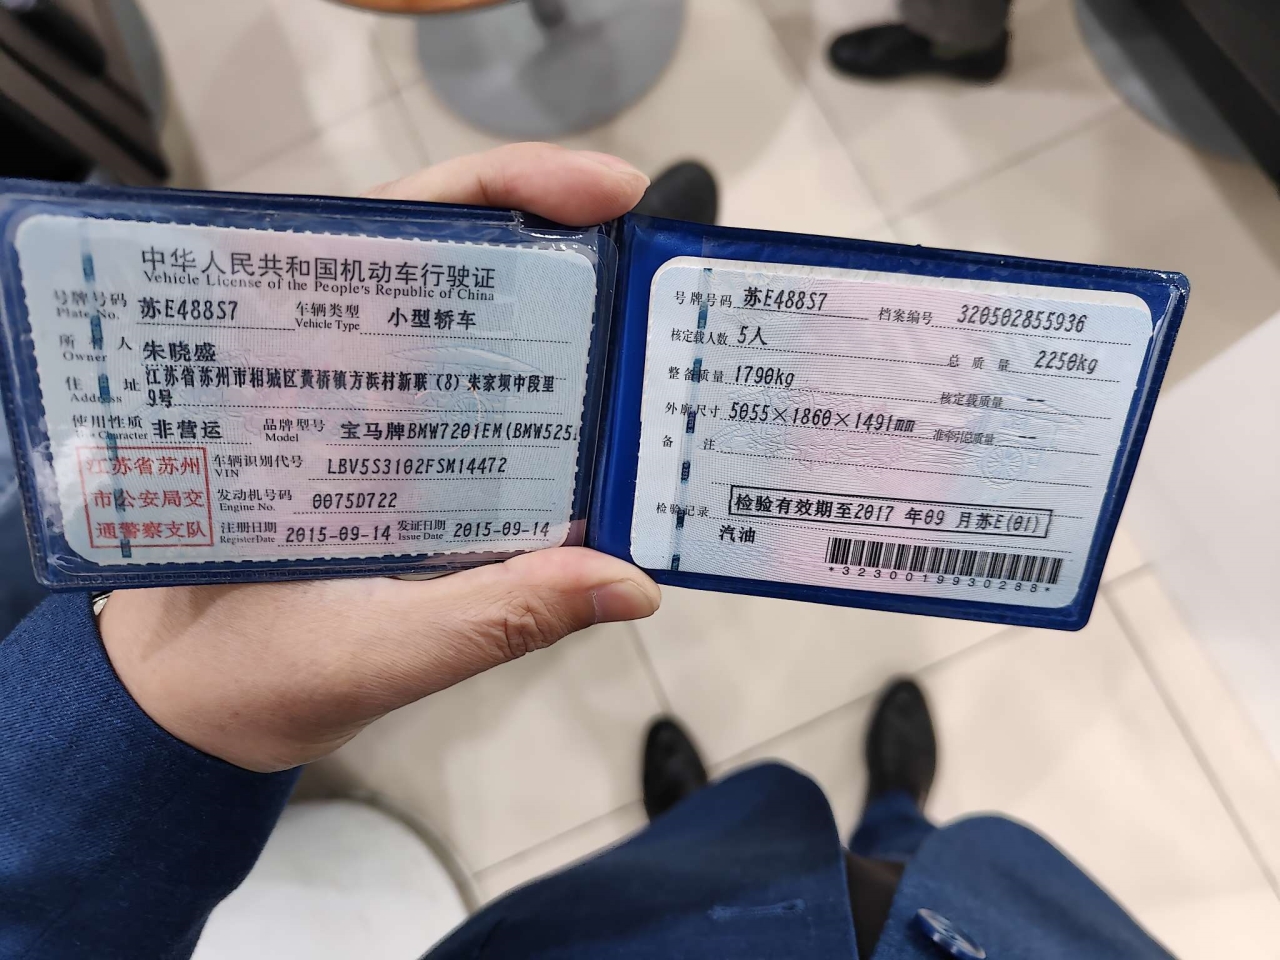 中华人民共和国机动车行驶证
Vehicle License of the People's Republic of China
号牌号码 苏E488S7 车辆类型 小型轿车
Plate No. Vehicle Type
所有人 朱晓盛
Owner
住址 江苏省苏州市相城区黄桥镇方浜村新联(8)朱家坝中段里
Address 9号
使用性质 非营运 品牌型号 宝马牌BMW7201EM(BMW525
Character Model
江苏省苏州
市公安局交
通警察支队
车辆识别代号 LBV5S3102FSM14472
VIN
发动机号码 0075D722
Engine No.
注册日期 2015-09-14 发证日期 2015-09-14
Register Date Issue Date
号牌号码 苏E488S7 档案编号 320502855936
核定载人数 5人 总质量 2250kg
整备质量 1790kg 核定载质量 --
外廓尺寸 5055×1860×1491mm 准牵引总质量 --
备注
检验记录 检验有效期至2017年09月苏E(01)
汽油
*3230019930288*